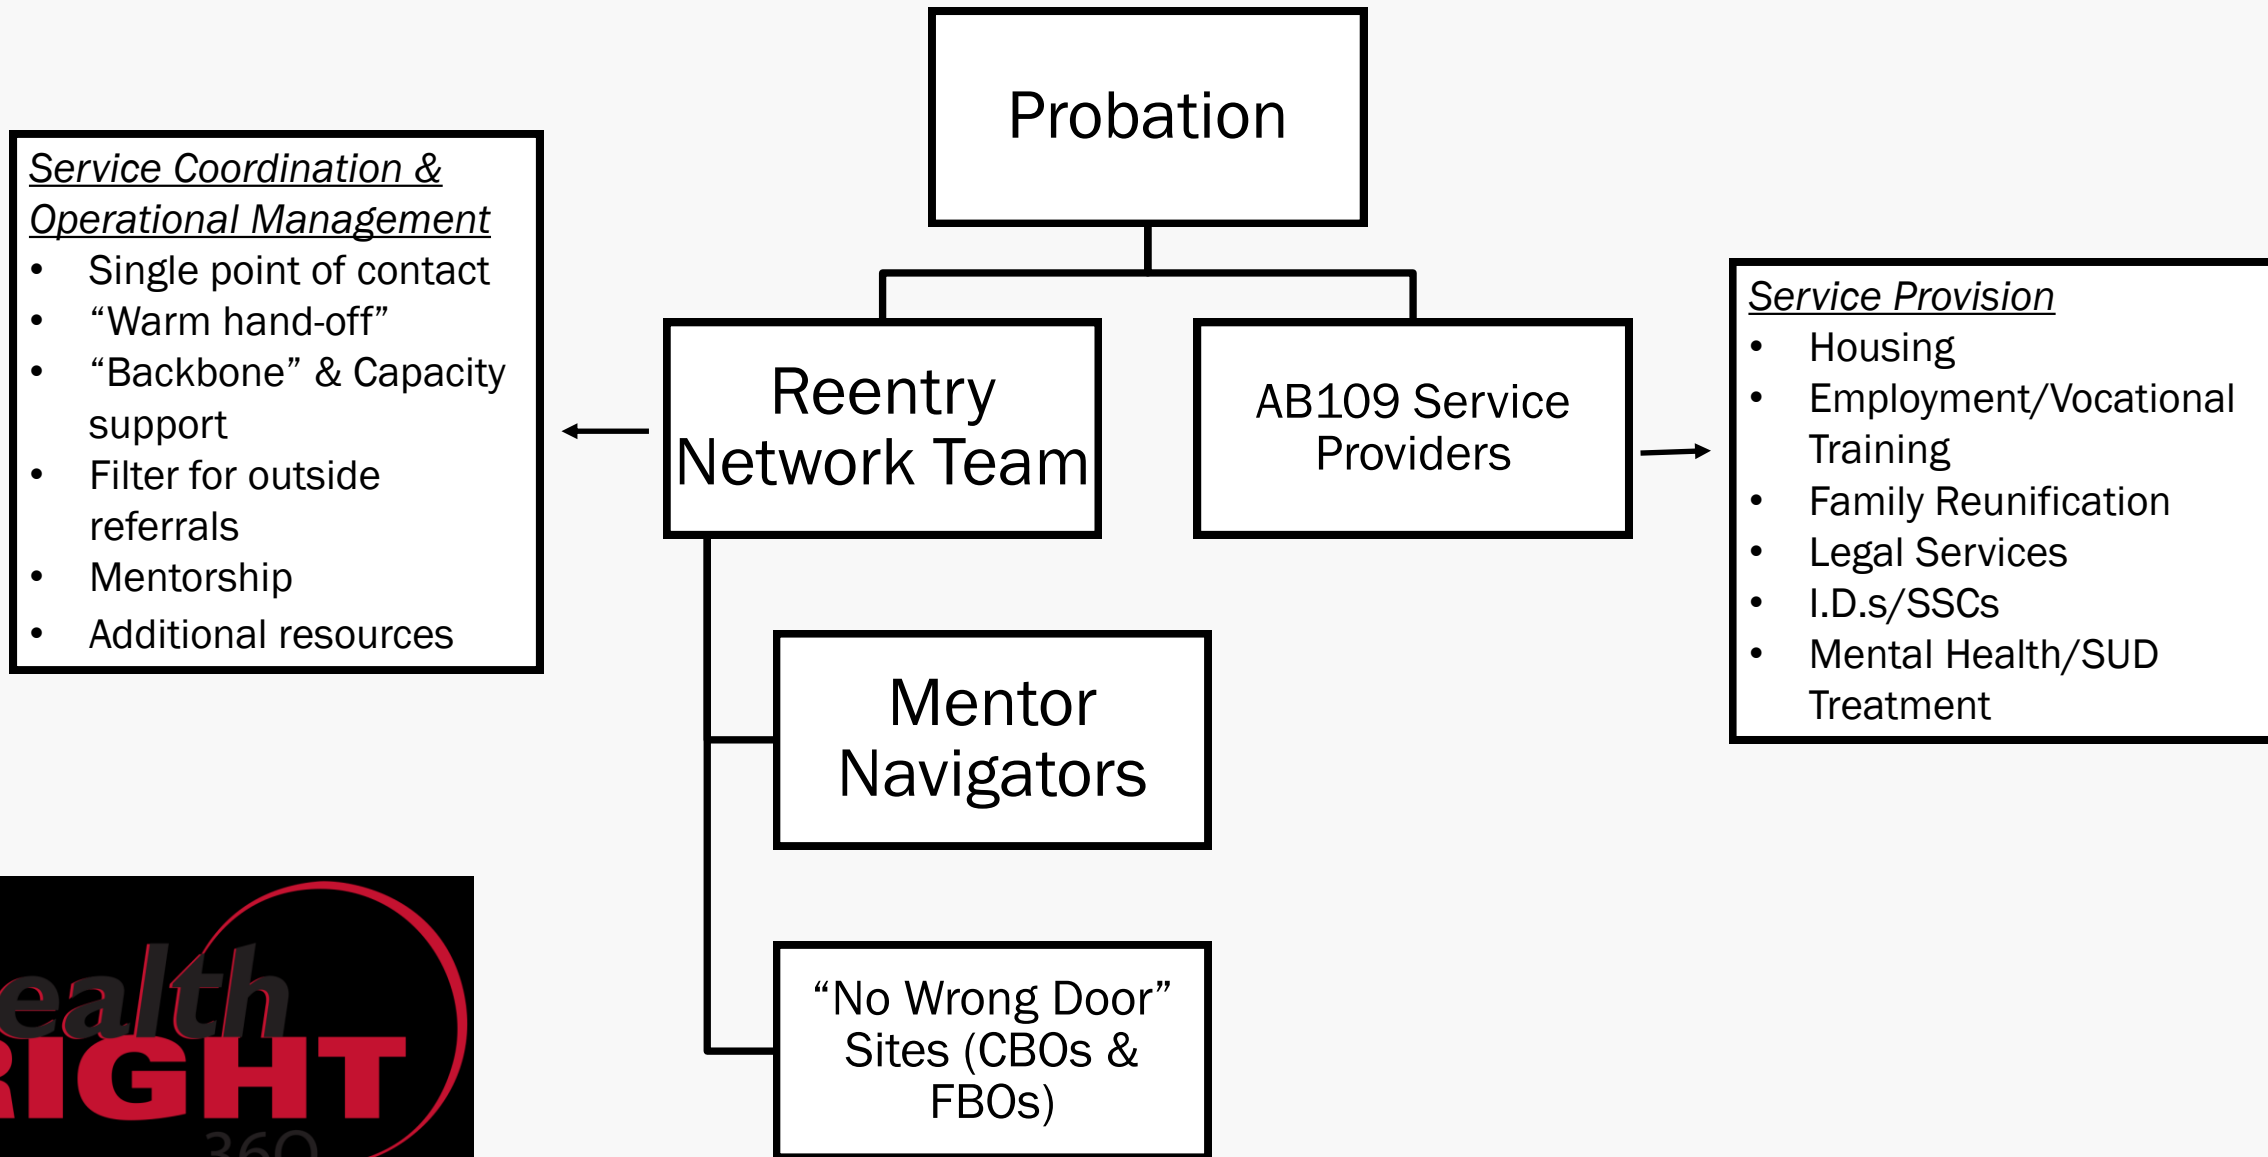 Probation
Service Coordination &
Operational Management
• Single point of contact
• “Warm hand-off”
• “Backbone” & Capacity
support
• Filter for outside
referrals
• Mentorship
• Additional resources
Reentry
Network Team
AB109 Service
Providers
Service Provision
• Housing
• Employment/Vocational
Training
• Family Reunification
• Legal Services
• I.D.s/SSCs
• Mental Health/SUD
Treatment
Mentor
Navigators
“No Wrong Door”
Sites (CBOs &
FBOs)
ealth
RIGHT
360